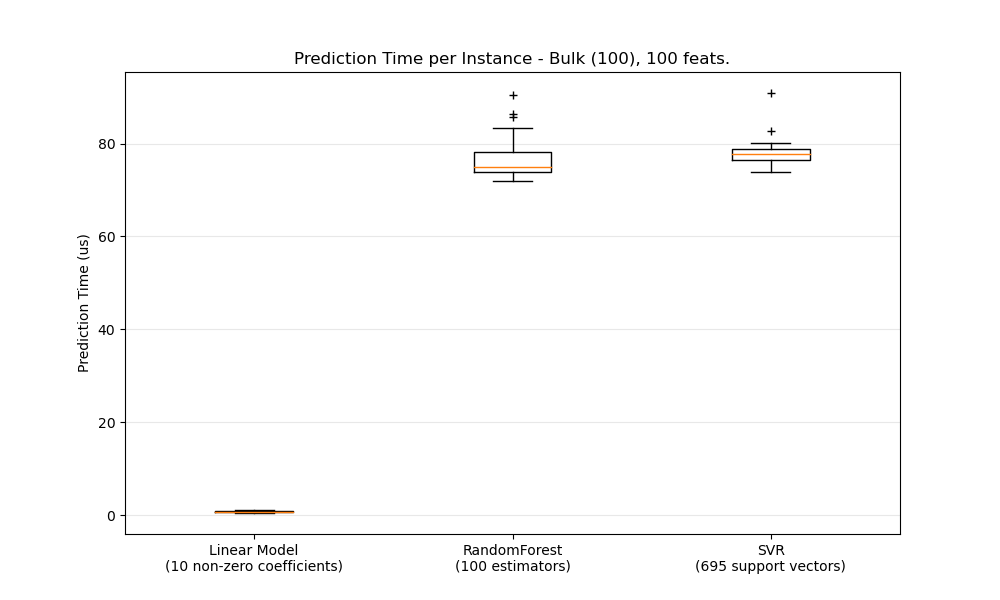 Prediction Time per Instance - Bulk (100), 100 feats.
Prediction Time (us)
80
60
40
20
0
Linear Model
(10 non-zero coefficients)
RandomForest
(100 estimators)
SVR
(695 support vectors)